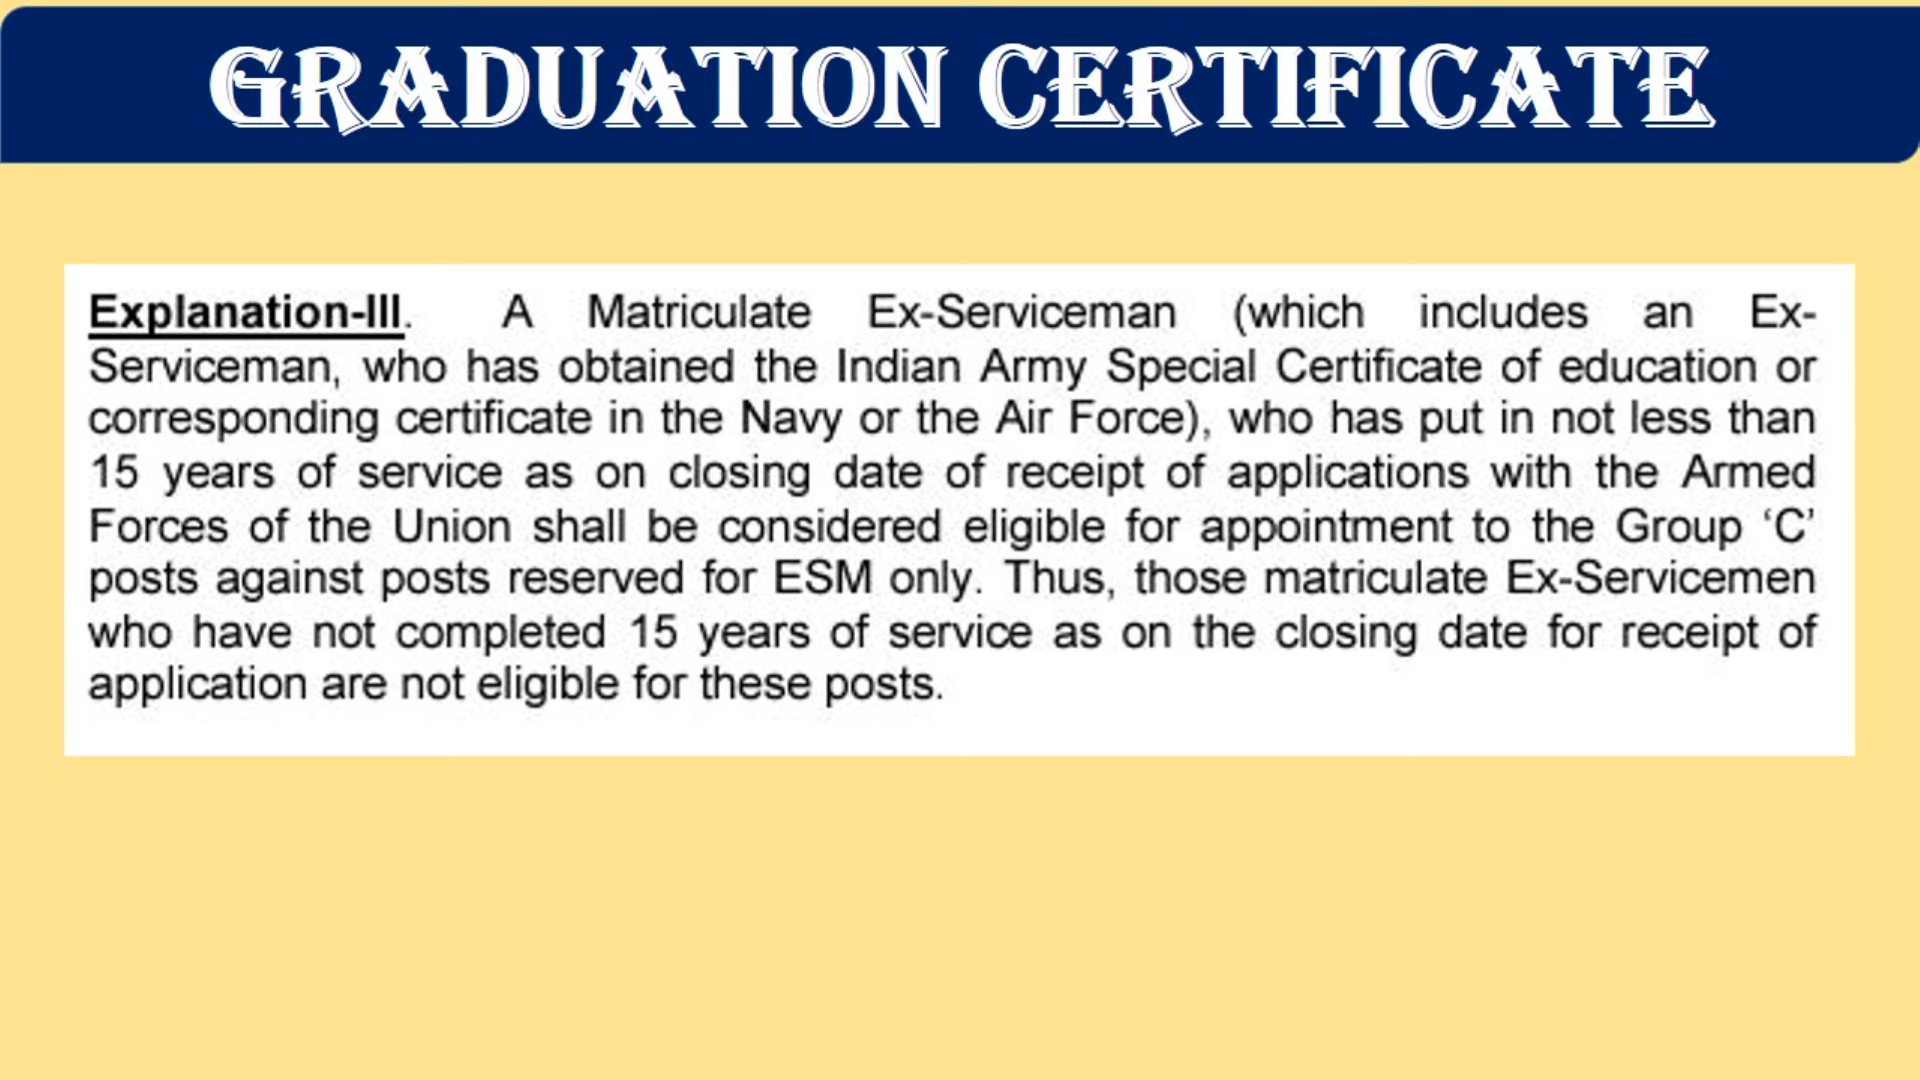 GRADUATION CERTIFICATE
Explanation-III. A Matriculate Ex-Serviceman (which includes an Ex-
Serviceman, who has obtained the Indian Army Special Certificate of education or
corresponding certificate in the Navy or the Air Force), who has put in not less than
15 years of service as on closing date of receipt of applications with the Armed
Forces of the Union shall be considered eligible for appointment to the Group ‘C’
posts against posts reserved for ESM only. Thus, those matriculate Ex-Servicemen
who have not completed 15 years of service as on the closing date for receipt of
application are not eligible for these posts.